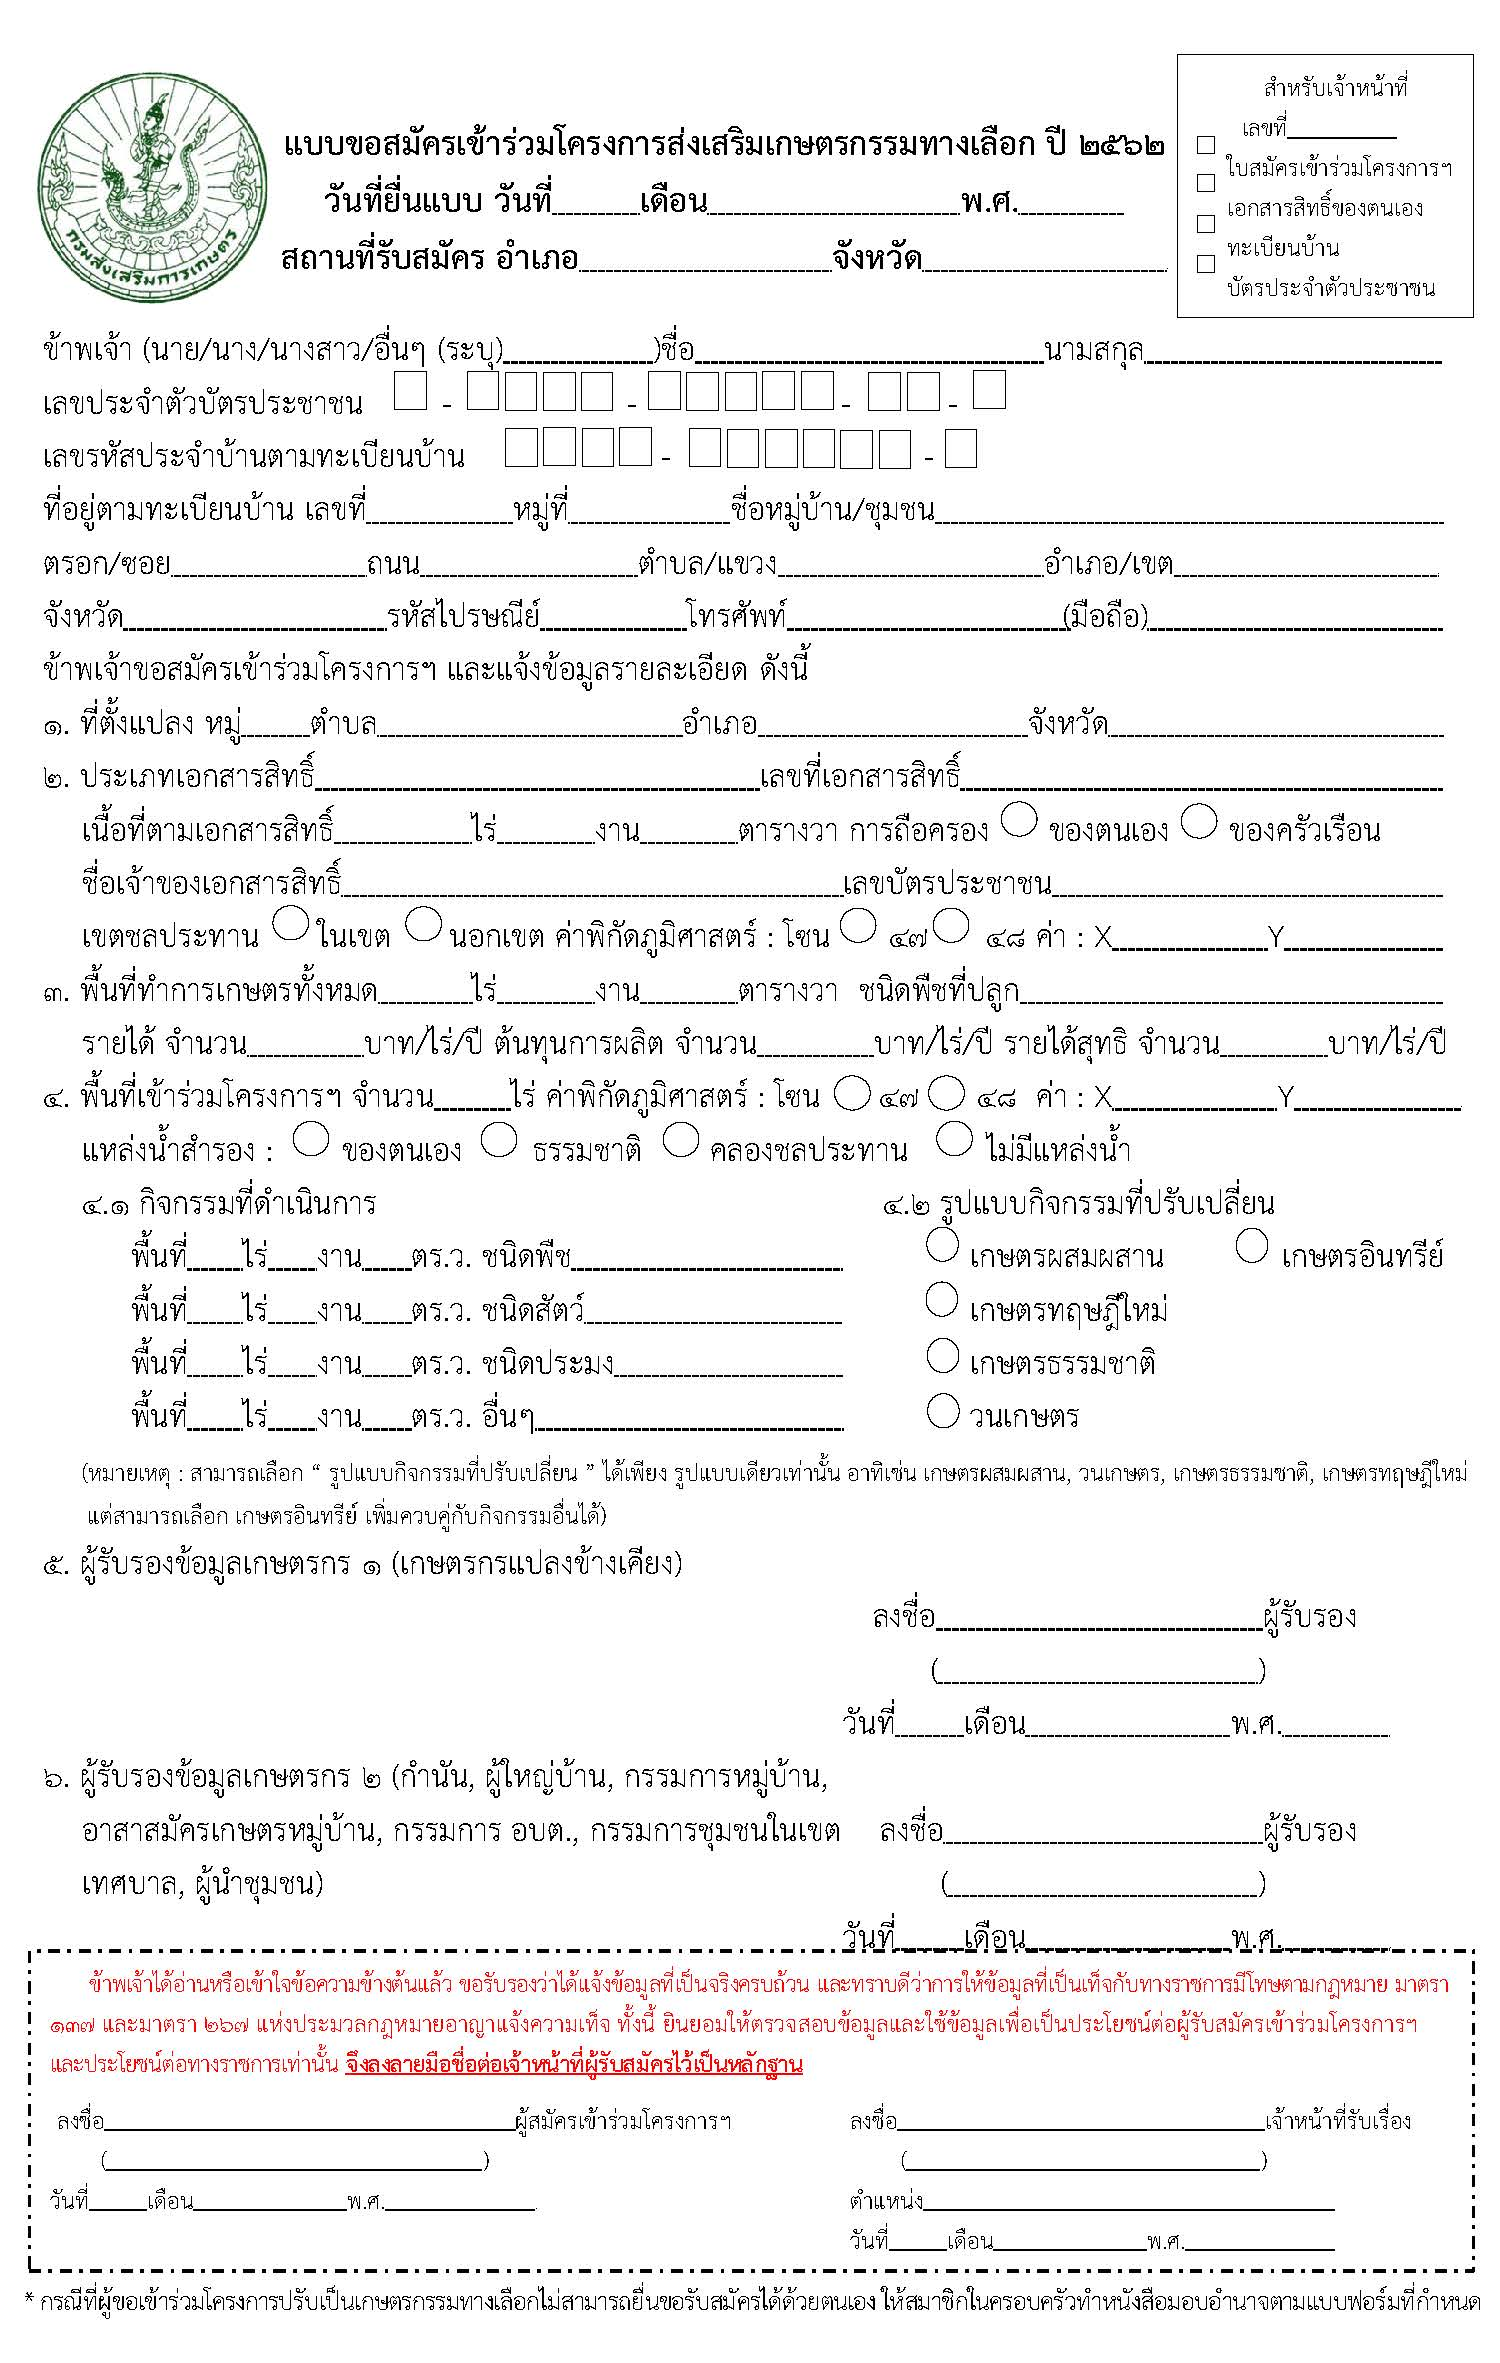 สำหรับเจ้าหน้าที่
เลขที่
ใบสมัครเข้าร่วมโครงการฯ
เอกสารสิทธิ์ของตนเอง
ทะเบียนบ้าน
บัตรประจำตัวประชาชน
กรมส่งเสริมการเกษตร
แบบขอสมัครเข้าร่วมโครงการส่งเสริมเกษตรกรรมทางเลือก ปี ๒๕๖๒
วันที่ยื่นแบบ วันที่ เดือน พ.ศ.
สถานที่รับสมัคร อำเภอ จังหวัด
ข้าพเจ้า (นาย/นาง/นางสาว/อื่นๆ (ระบุ) )ชื่อ นามสกุล
เลขประจำตัวบัตรประชาชน - - - -
เลขรหัสประจำบ้านตามทะเบียนบ้าน - -
ที่อยู่ตามทะเบียนบ้าน เลขที่ หมู่ที่ ชื่อหมู่บ้าน/ชุมชน
ตรอก/ซอย ถนน ตำบล/แขวง อำเภอ/เขต
จังหวัด รหัสไปรษณีย์ โทรศัพท์ (มือถือ)
ข้าพเจ้าขอสมัครเข้าร่วมโครงการฯ และแจ้งข้อมูลรายละเอียด ดังนี้
๑. ที่ตั้งแปลง หมู่ ตำบล อำเภอ จังหวัด
๒. ประเภทเอกสารสิทธิ์ เลขที่เอกสารสิทธิ์
เนื้อที่ตามเอกสารสิทธิ์ ไร่ งาน ตารางวา การถือครอง ของตนเอง ของครัวเรือน
ชื่อเจ้าของเอกสารสิทธิ์ เลขบัตรประชาชน
เขตชลประทาน ในเขต นอกเขต ค่าพิกัดภูมิศาสตร์ : โซน ๔๗ ๔๘ ค่า : X Y
๓. พื้นที่ทำการเกษตรทั้งหมด ไร่ งาน ตารางวา ชนิดพืชที่ปลูก
รายได้ จำนวน บาท/ไร่/ปี ต้นทุนการผลิต จำนวน บาท/ไร่/ปี รายได้สุทธิ จำนวน บาท/ไร่/ปี
๔. พื้นที่เข้าร่วมโครงการฯ จำนวน ไร่ ค่าพิกัดภูมิศาสตร์ : โซน ๔๗ ๔๘ ค่า : X Y
แหล่งน้ำสำรอง : ของตนเอง ธรรมชาติ คลองชลประทาน ไม่มีแหล่งน้ำ
๔.๑ กิจกรรมที่ดำเนินการ ๔.๒ รูปแบบกิจกรรมที่ปรับเปลี่ยน
พื้นที่ ไร่ งาน ตร.ว. ชนิดพืช เกษตรผสมผสาน เกษตรอินทรีย์
พื้นที่ ไร่ งาน ตร.ว. ชนิดสัตว์ เกษตรทฤษฎีใหม่
พื้นที่ ไร่ งาน ตร.ว. ชนิดประมง เกษตรธรรมชาติ
พื้นที่ ไร่ งาน ตร.ว. อื่นๆ วนเกษตร
(หมายเหตุ : สามารถเลือก “ รูปแบบกิจกรรมที่ปรับเปลี่ยน ” ได้เพียง รูปแบบเดียวเท่านั้น อาทิเช่น เกษตรผสมผสาน, วนเกษตร, เกษตรธรรมชาติ, เกษตรทฤษฎีใหม่
แต่สามารถเลือก เกษตรอินทรีย์ เพิ่มควบคู่กับกิจกรรมอื่นได้)
๕. ผู้รับรองข้อมูลเกษตรกร ๑ (เกษตรกรแปลงข้างเคียง)
ลงชื่อ ผู้รับรอง
( )
วันที่ เดือน พ.ศ.
๖. ผู้รับรองข้อมูลเกษตรกร ๒ (กำนัน, ผู้ใหญ่บ้าน, กรรมการหมู่บ้าน,
อาสาสมัครเกษตรหมู่บ้าน, กรรมการ อบต., กรรมการชุมชนในเขต ลงชื่อ ผู้รับรอง
เทศบาล, ผู้นำชุมชน) ( )
วันที่ เดือน พ.ศ.
ข้าพเจ้าได้อ่านหรือเข้าใจข้อความข้างต้นแล้ว ขอรับรองว่าได้แจ้งข้อมูลที่เป็นจริงครบถ้วน และทราบดีว่าการให้ข้อมูลที่เป็นเท็จกับทางราชการมีโทษตามกฎหมาย มาตรา
๑๓๗ และมาตรา ๒๖๗ แห่งประมวลกฎหมายอาญาแจ้งความเท็จ ทั้งนี้ ยินยอมให้ตรวจสอบข้อมูลและใช้ข้อมูลเพื่อเป็นประโยชน์ต่อผู้รับสมัครเข้าร่วมโครงการฯ
และประโยชน์ต่อทางราชการเท่านั้น จึงลงลายมือชื่อต่อเจ้าหน้าที่ผู้รับสมัครไว้เป็นหลักฐาน
ลงชื่อ ผู้สมัครเข้าร่วมโครงการฯ ลงชื่อ เจ้าหน้าที่รับเรื่อง
( ) ( )
วันที่ เดือน พ.ศ. ตำแหน่ง
วันที่ เดือน พ.ศ.
* กรณีที่ผู้ขอเข้าร่วมโครงการปรับเป็นเกษตรกรรมทางเลือกไม่สามารถยื่นขอรับสมัครได้ด้วยตนเอง ให้สมาชิกในครอบครัวทำหนังสือมอบอำนาจตามแบบฟอร์มที่กำหนด